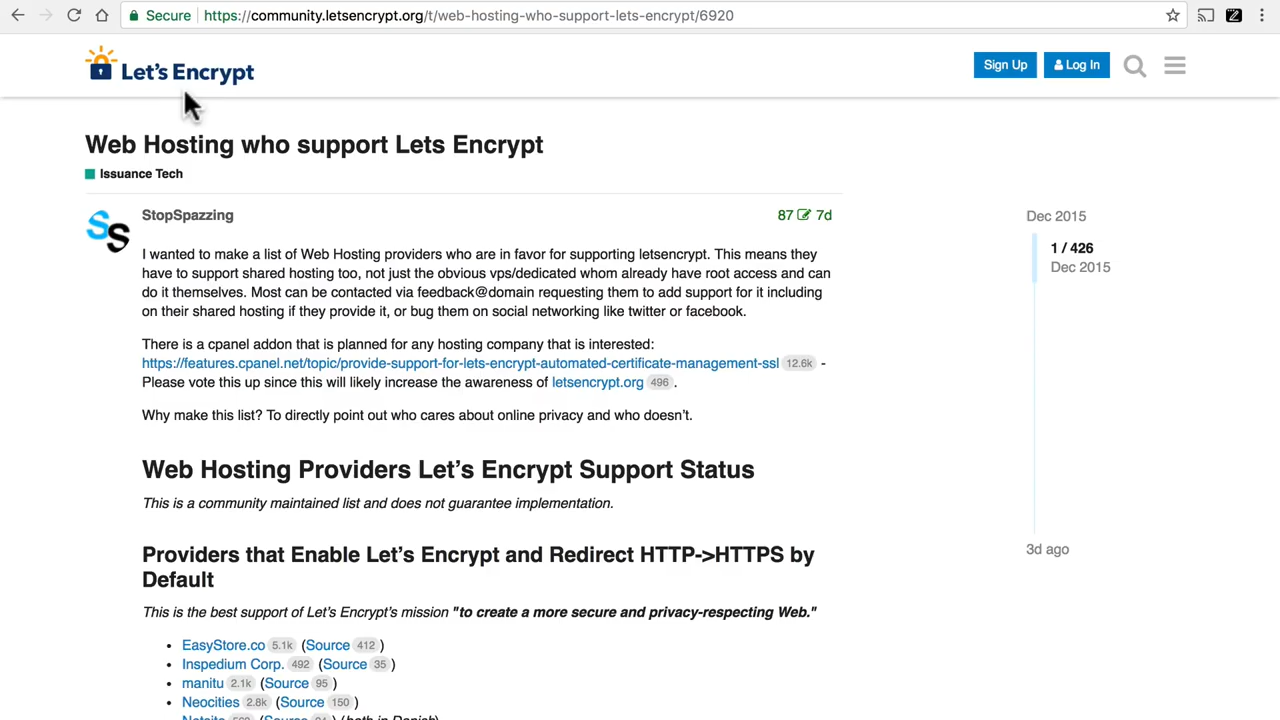 Secure https://community.letsencrypt.org/t/web-hosting-who-support-lets-encrypt/6920
Let's Encrypt
Sign Up
Log In
Web Hosting who support Lets Encrypt
Issuance Tech
StopSpazzing
87 7d
I wanted to make a list of Web Hosting providers who are in favor for supporting letsencrypt. This means they
have to support shared hosting too, not just the obvious vps/dedicated whom already have root access and can
do it themselves. Most can be contacted via feedback@domain requesting them to add support for it including
on their shared hosting if they provide it, or bug them on social networking like twitter or facebook.
There is a cpanel addon that is planned for any hosting company that is interested:
https://features.cpanel.net/topic/provide-support-for-lets-encrypt-automated-certificate-management-ssl 12.6k -
Please vote this up since this will likely increase the awareness of letsencrypt.org 496 .
Why make this list? To directly point out who cares about online privacy and who doesn't.
Web Hosting Providers Let's Encrypt Support Status
This is a community maintained list and does not guarantee implementation.
Providers that Enable Let's Encrypt and Redirect HTTP->HTTPS by
Default
This is the best support of Let's Encrypt's mission "to create a more secure and privacy-respecting Web."
• EasyStore.co 5.1k (Source 412 )
• Inspedium Corp. 492 (Source 35 )
• manitu 2.1k (Source 95 )
• Neocities 2.8k (Source 150 )
(both in Danish)
Dec 2015
1 / 426
Dec 2015
3d ago